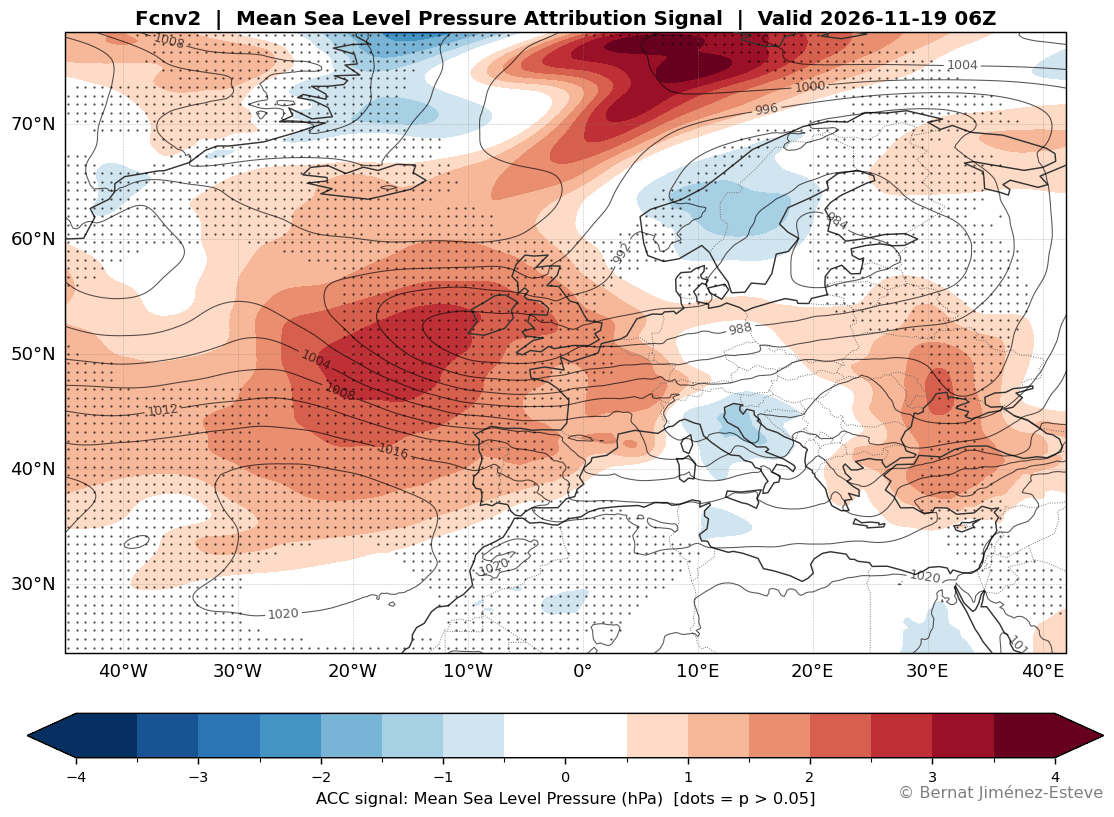 Fcnv2 | Mean Sea Level Pressure Attribution Signal | Valid 2026-11-19 06Z
1008
1004
1000
996
70°N
60°N
984
992
988
50°N
1004
1008
1012
1016
40°N
1020
1020
30°N
1020
101
40°W 30°W 20°W 10°W 0° 10°E 20°E 30°E 40°E
−4 −3 −2 −1 0 1 2 3 4
ACC signal: Mean Sea Level Pressure (hPa) [dots = p > 0.05]
© Bernat Jiménez-Esteve